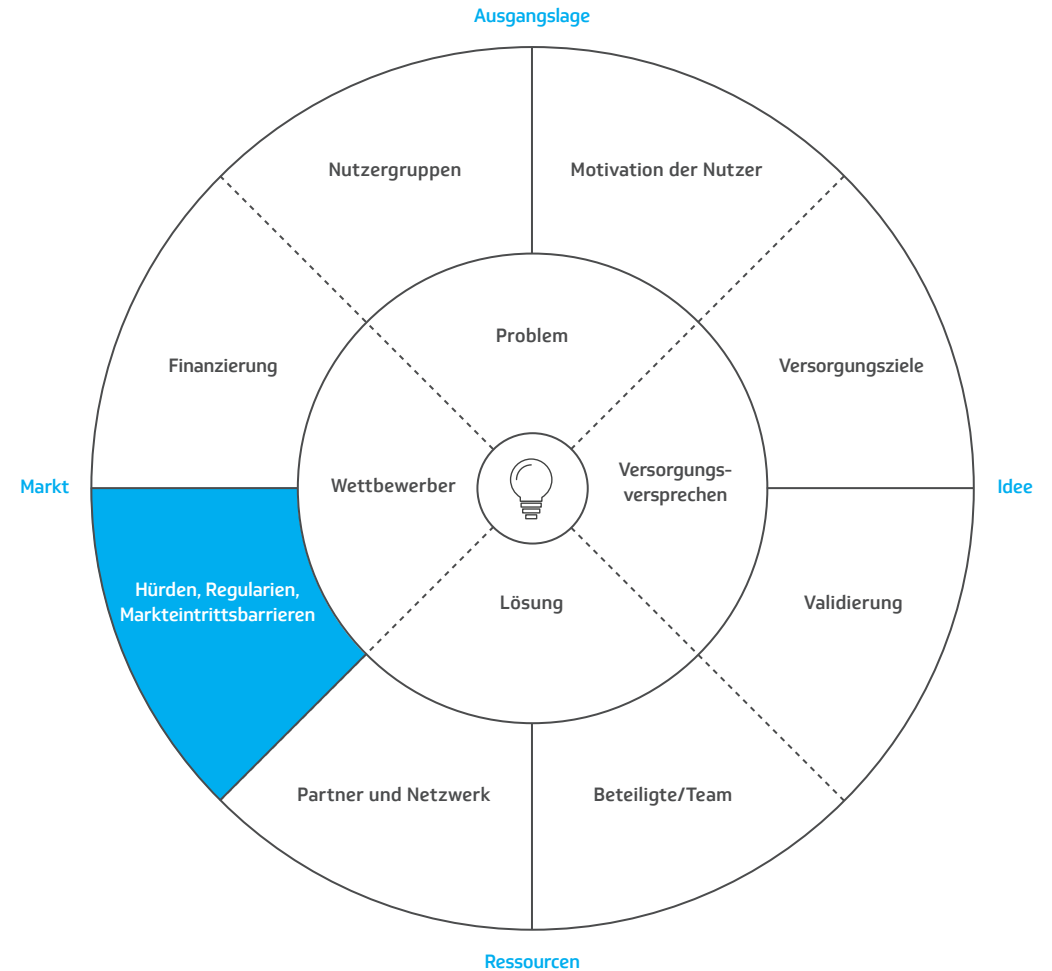 Ausgangslage
Nutzergruppen
Motivation der Nutzer
Problem
Finanzierung
Versorgungsziele
Markt
Wettbewerber
Versorgungs-
versprechen
Idee
Hürden, Regularien,
Markteintrittsbarrieren
Lösung
Validierung
Partner und Netzwerk
Beteiligte/Team
Ressourcen